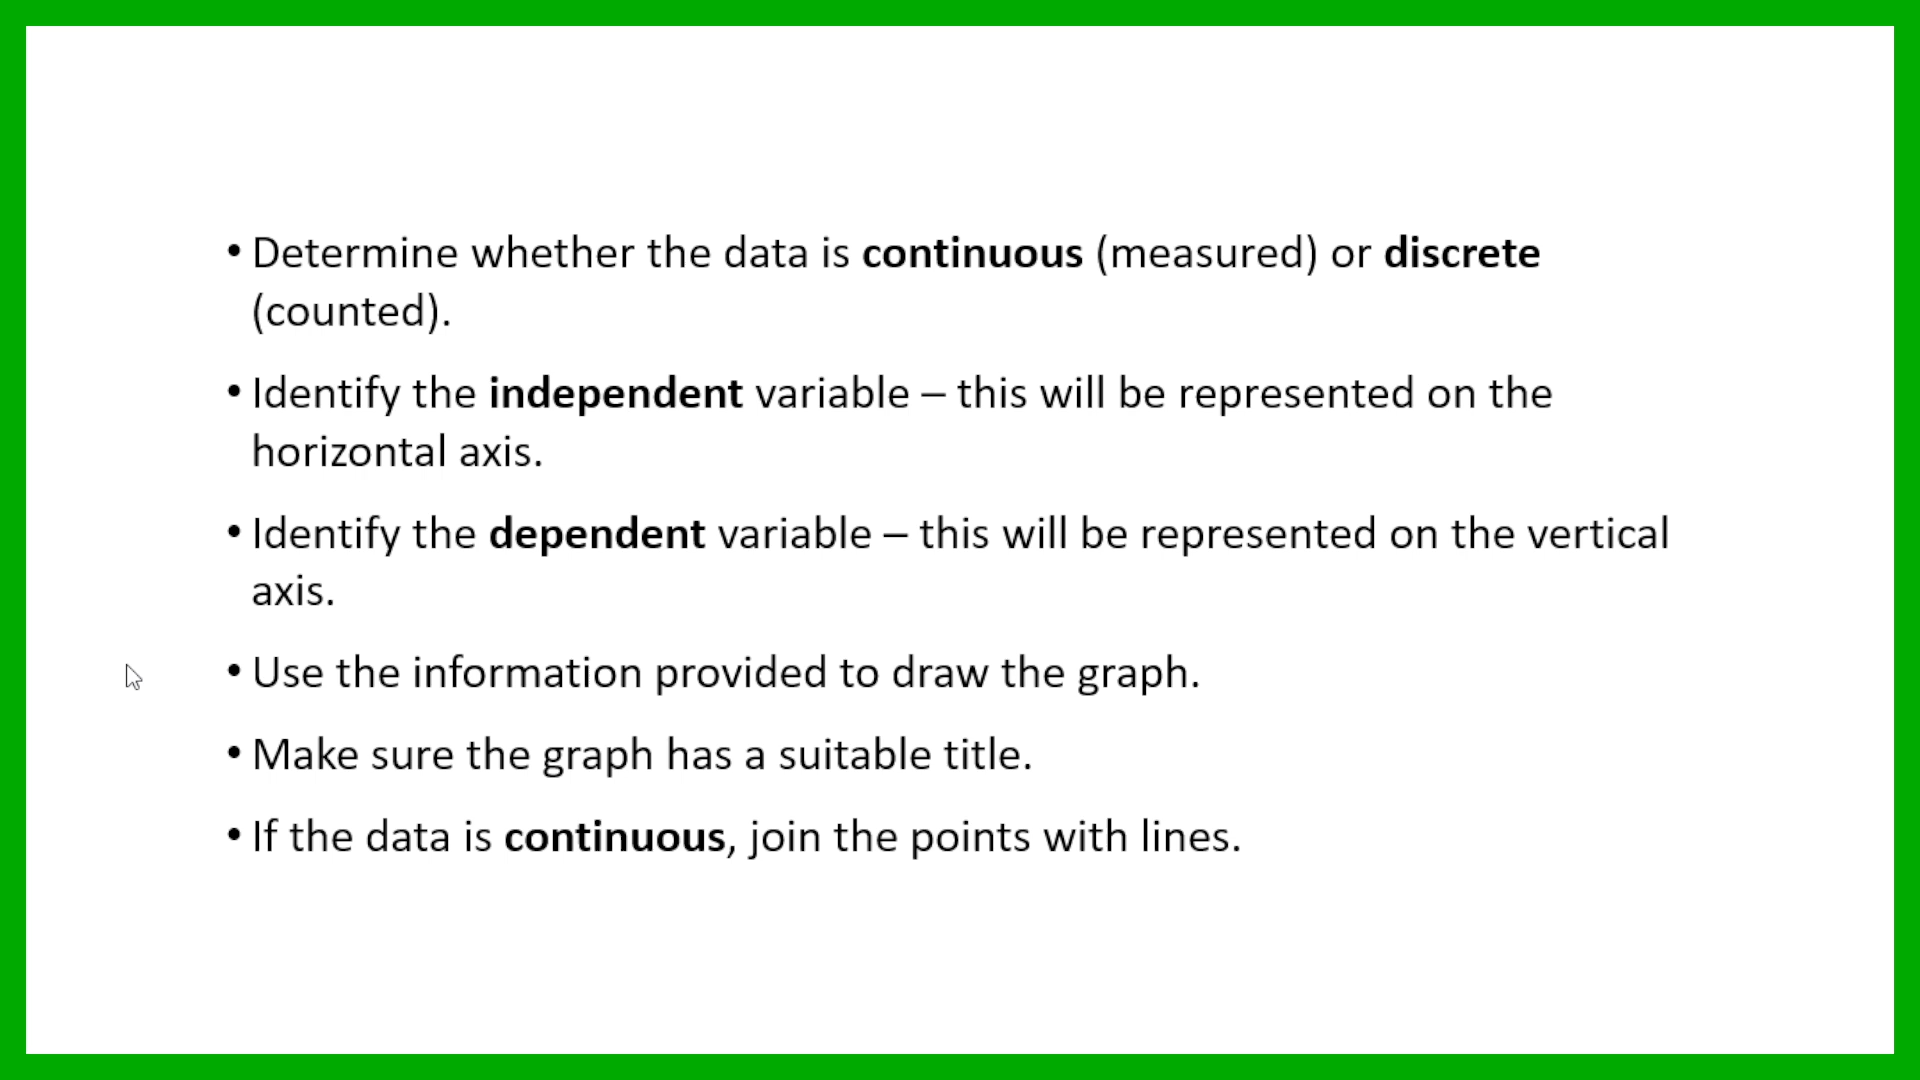 • Determine whether the data is continuous (measured) or discrete
(counted).
• Identify the independent variable – this will be represented on the
horizontal axis.
• Identify the dependent variable – this will be represented on the vertical
axis.
• Use the information provided to draw the graph.
• Make sure the graph has a suitable title.
• If the data is continuous, join the points with lines.